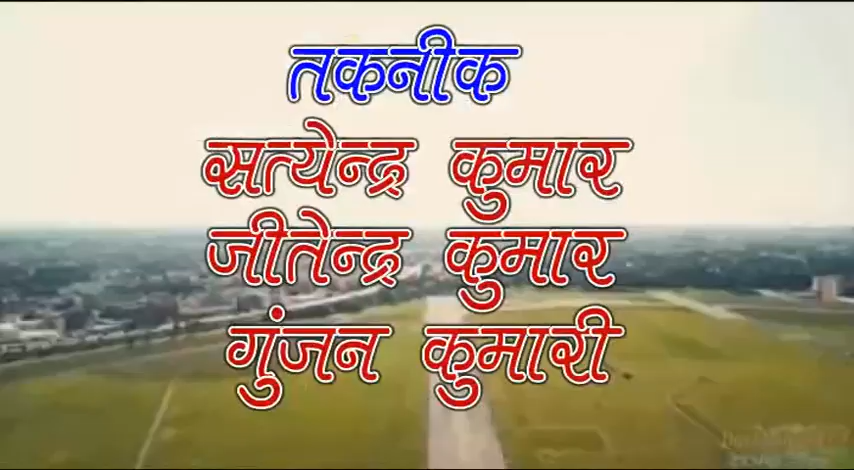 तकनीक
सत्येन्द्र कुमार
जीतेन्द्र कुमार
गुंजन कुमारी